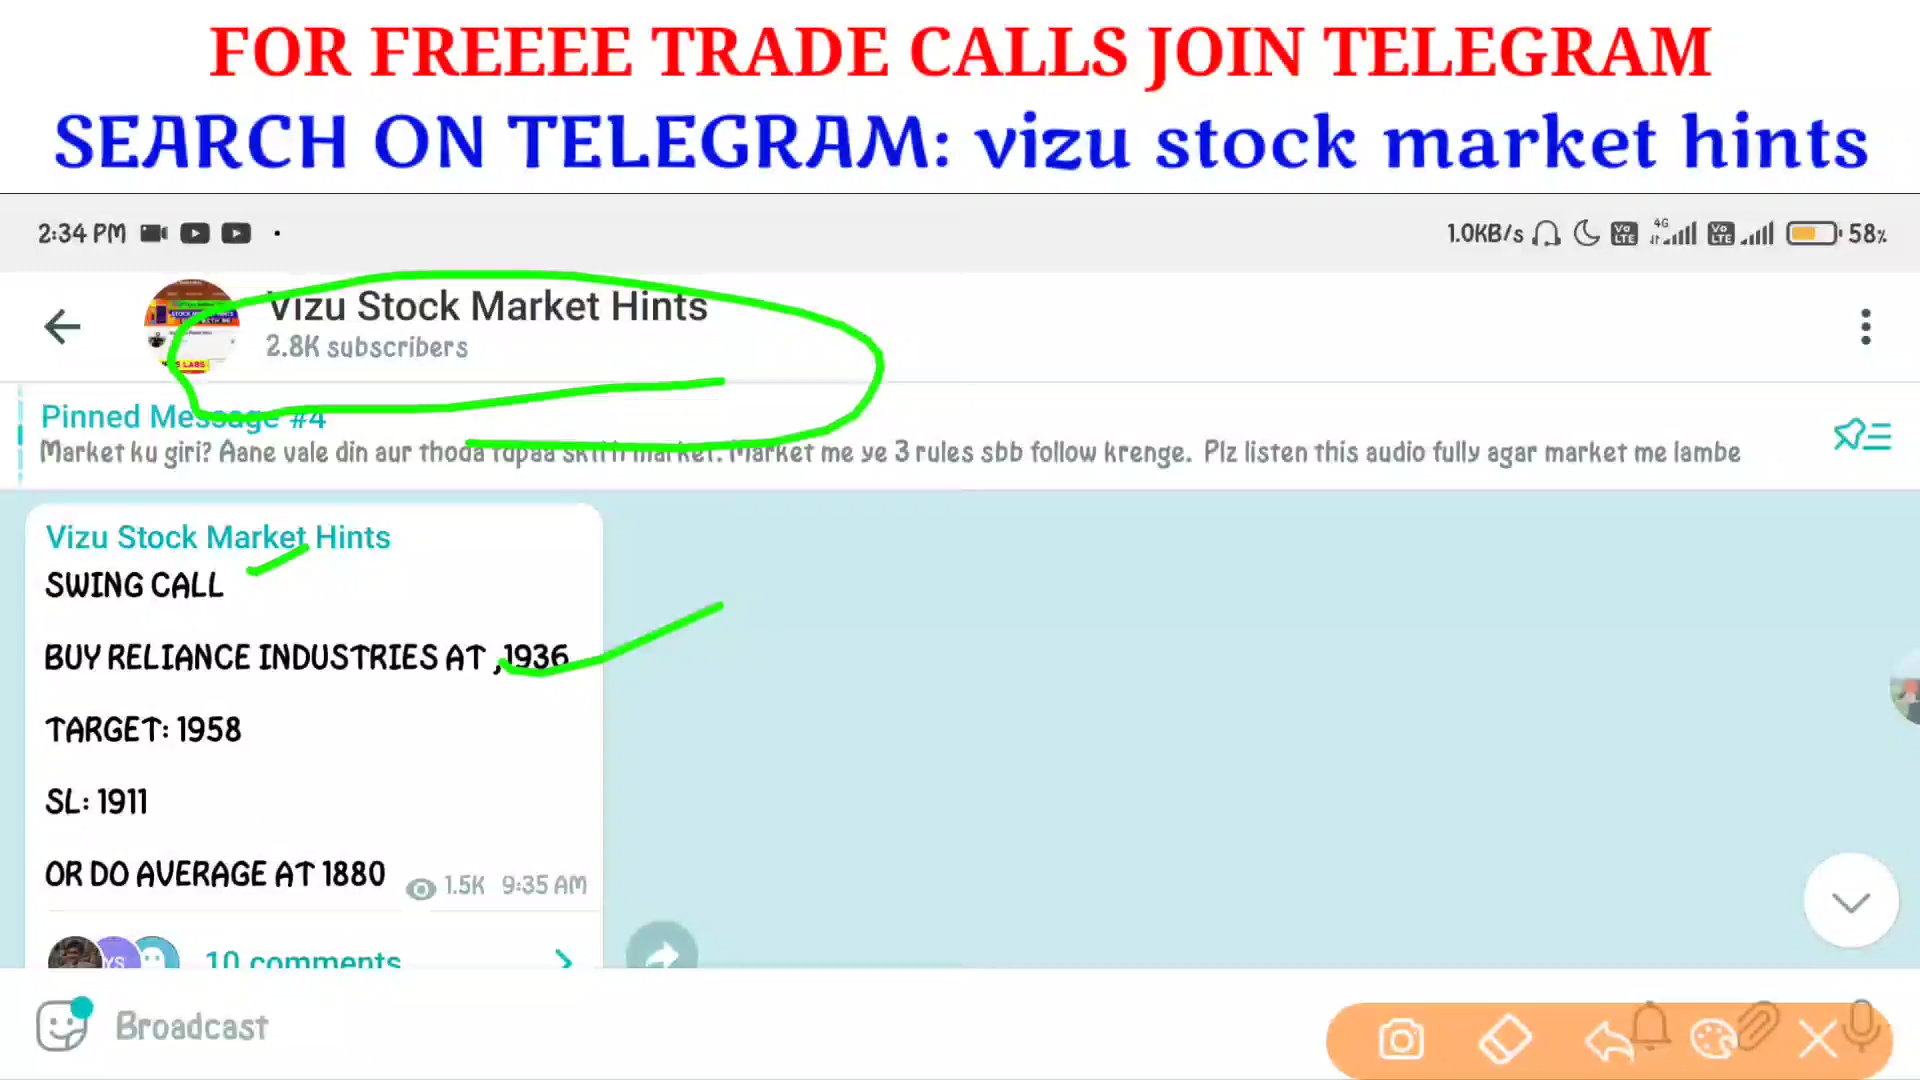 FOR FREEEE TRADE CALLS JOIN TELEGRAM
SEARCH ON TELEGRAM: vizu stock market hints
2:34 PM
1.0KB/s 4G 58%
Vizu Stock Market Hints
2.8K subscribers
Pinned Message #4
Market ku giri? Aane vale din aur thoda market. Market me ye 3 rules sbb follow krenge. Plz listen this audio fully agar market me lambe
Vizu Stock Market Hints
SWING CALL
BUY RELIANCE INDUSTRIES AT ,1936
TARGET: 1958
SL: 1911
OR DO AVERAGE AT 1880
1.5K 9:35 AM
YS
10 comments
Broadcast